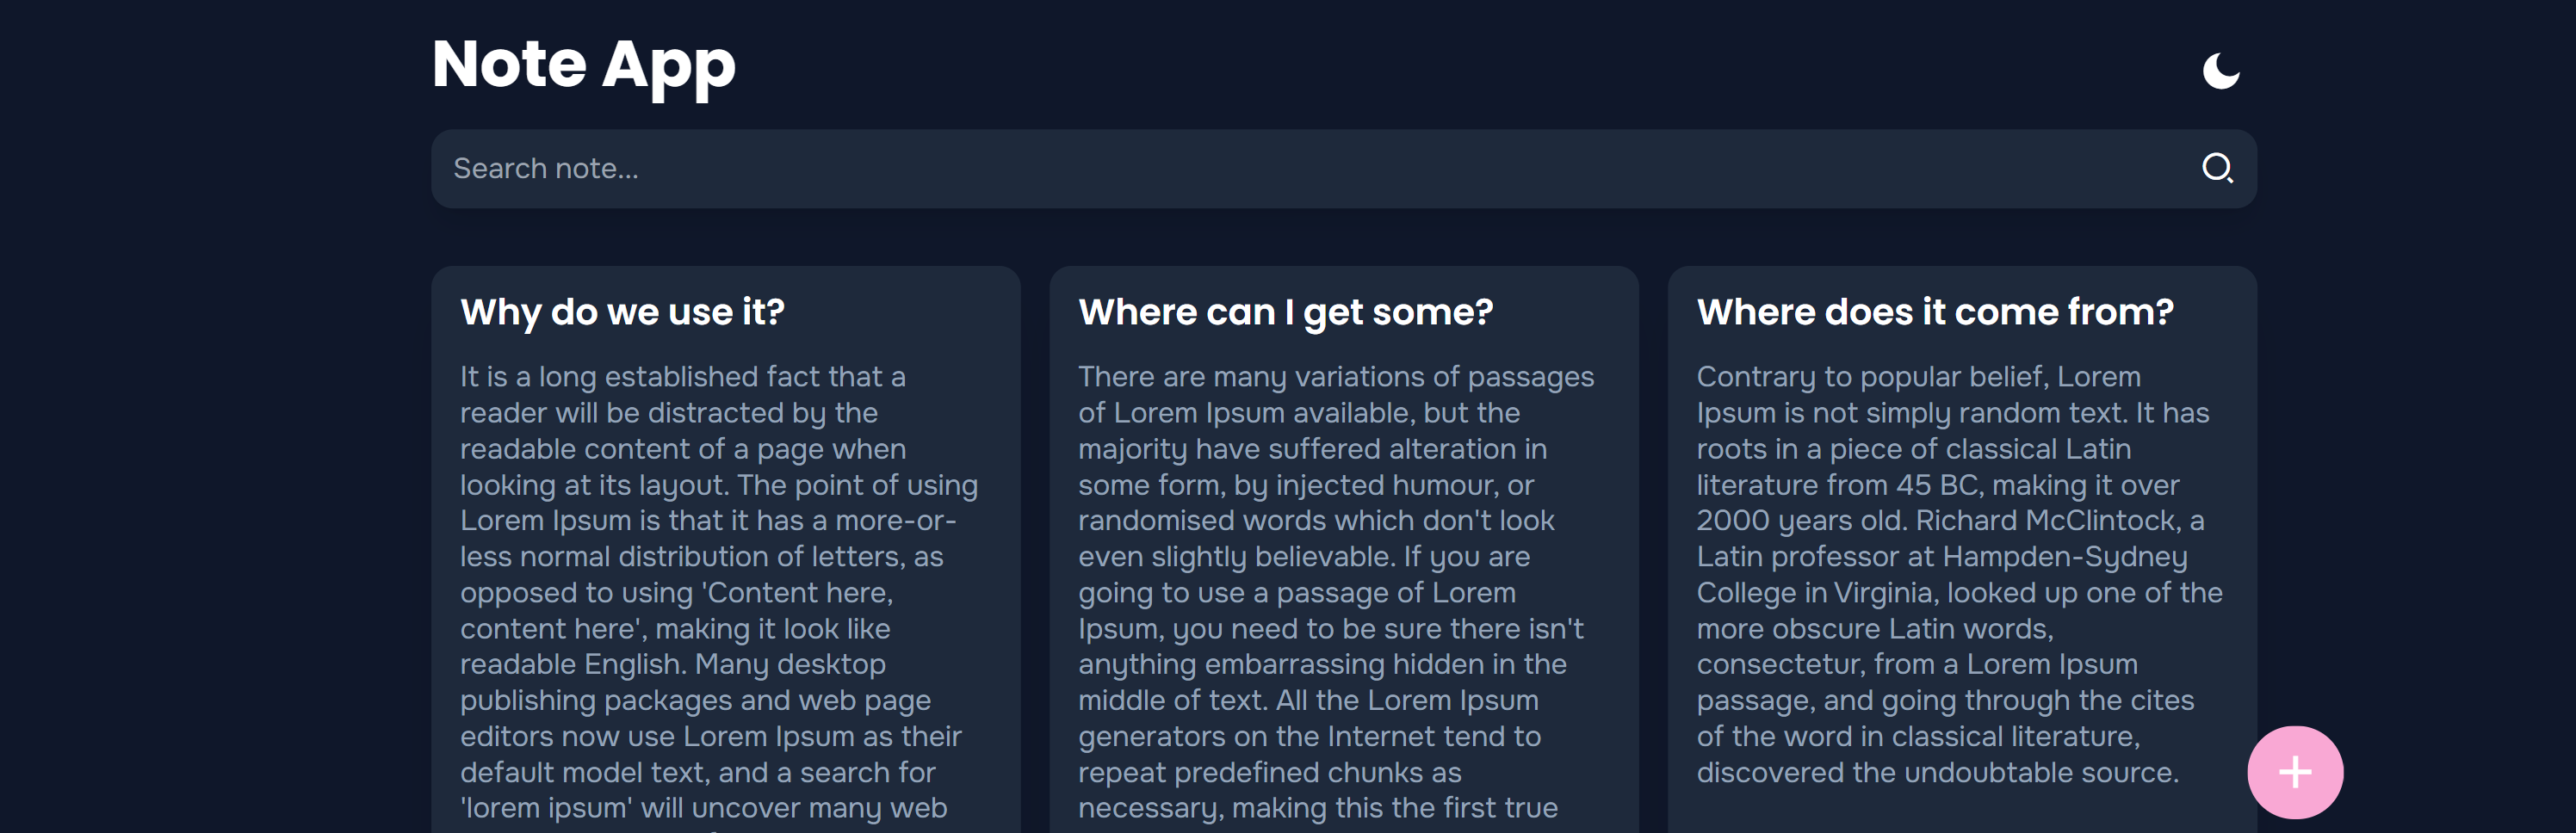 Note App
Search note...
Why do we use it?
It is a long established fact that a
reader will be distracted by the
readable content of a page when
looking at its layout. The point of using
Lorem Ipsum is that it has a more-or-
less normal distribution of letters, as
opposed to using 'Content here,
content here', making it look like
readable English. Many desktop
publishing packages and web page
editors now use Lorem Ipsum as their
default model text, and a search for
'lorem ipsum' will uncover many web
Where can I get some?
There are many variations of passages
of Lorem Ipsum available, but the
majority have suffered alteration in
some form, by injected humour, or
randomised words which don't look
even slightly believable. If you are
going to use a passage of Lorem
Ipsum, you need to be sure there isn't
anything embarrassing hidden in the
middle of text. All the Lorem Ipsum
generators on the Internet tend to
repeat predefined chunks as
necessary, making this the first true
Where does it come from?
Contrary to popular belief, Lorem
Ipsum is not simply random text. It has
roots in a piece of classical Latin
literature from 45 BC, making it over
2000 years old. Richard McClintock, a
Latin professor at Hampden-Sydney
College in Virginia, looked up one of the
more obscure Latin words,
consectetur, from a Lorem Ipsum
passage, and going through the cites
of the word in classical literature,
discovered the undoubtable source.